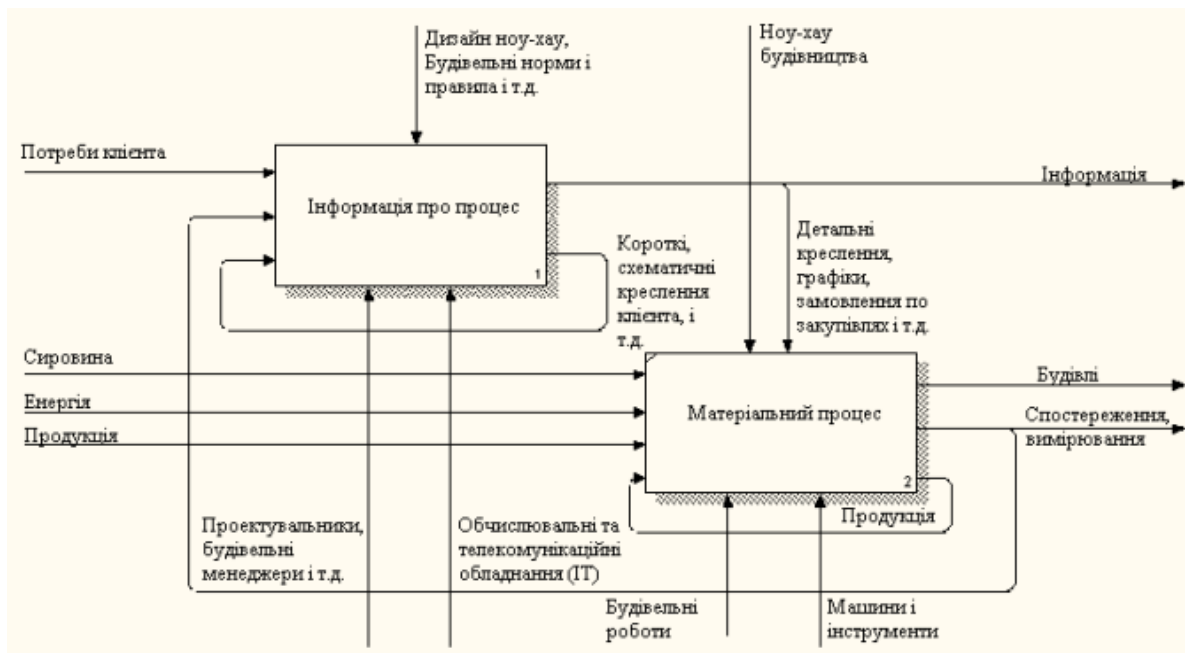 Дизайн ноу-хау,
Будівельні норми і
правила і т.д.
Ноу-хау
будівництва
Потреби клієнта
Інформація про процес
1
Інформація
Короткі,
схематичні
креслення
клієнта, і
т.д.
Детальні
креслення,
графіки,
замовлення по
закупівлях і т.д.
Сировина
Енергія
Продукція
Матеріальний процес
2
Будівлі
Спостереження,
вимірювання
Продукція
Проектувальники,
будівельні
менеджери і т.д.
Обчислювальні та
телекомунікаційні
обладнання (ІТ)
Будівельні
роботи
Машини і
інструменти